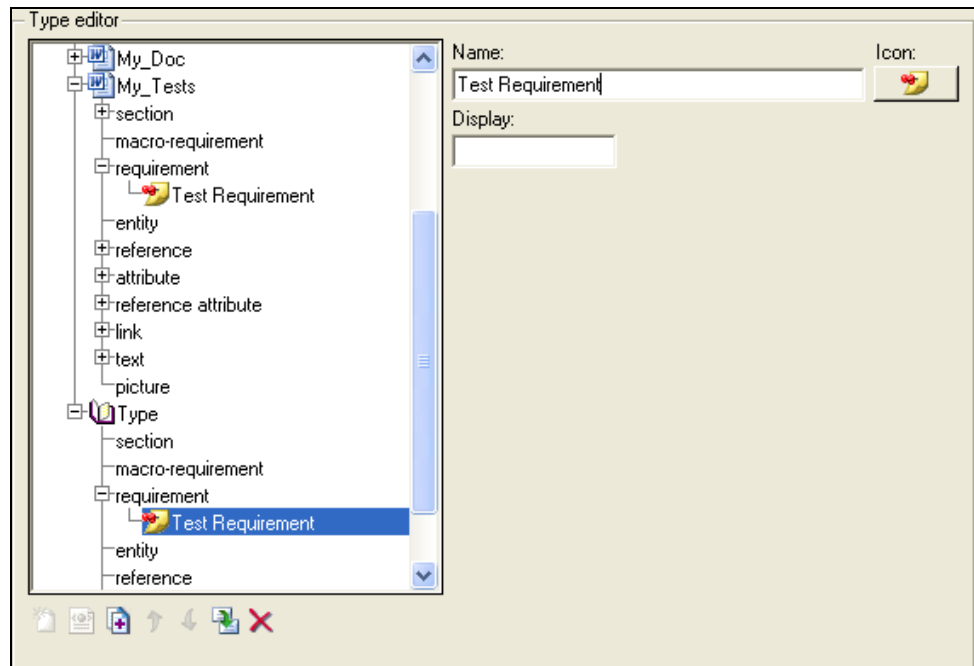 Type editor
My_Doc
My_Tests
section
macro-requirement
requirement
Test Requirement
entity
reference
attribute
reference attribute
link
text
picture
Type
section
macro-requirement
requirement
Test Requirement
entity
reference
Name:
Icon:
Test Requirement
Display: